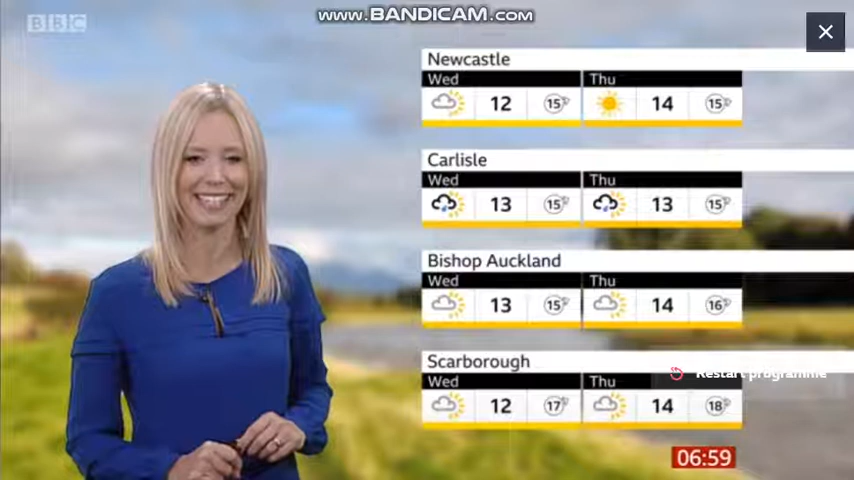 BBC
www.BANDICAM.com
Newcastle
Wed Thu
12 15 14 15
Carlisle
Wed Thu
13 15 13 15
Bishop Auckland
Wed Thu
13 15 14 16
Scarborough
Restart programme
Wed Thu
12 17 14 18
06:59